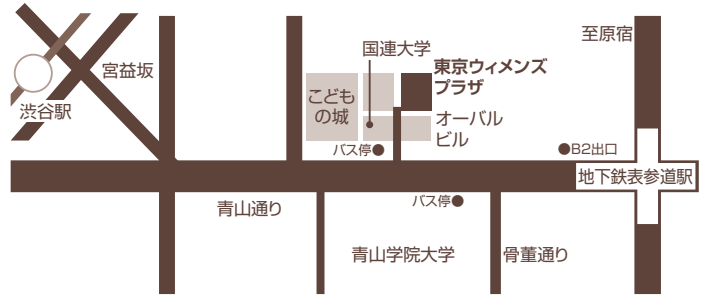 国連大学
至原宿
宮益坂
東京ウィメンズ
プラザ
渋谷駅
こども
の城
オーバル
ビル
バス停
B2出口
地下鉄表参道駅
青山通り
バス停
青山学院大学
骨董通り